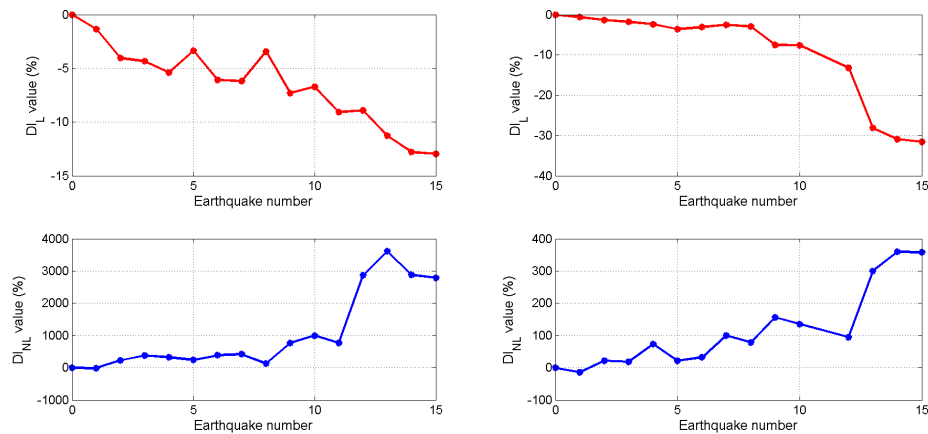 0
-5
-10
-15
DI_L value (%)
0 5 10 15
Earthquake number
0
-10
-20
-30
-40
DI_L value (%)
0 5 10 15
Earthquake number
4000
3000
2000
1000
0
-1000
DI_NL value (%)
0 5 10 15
Earthquake number
400
300
200
100
0
-100
DI_NL value (%)
0 5 10 15
Earthquake number